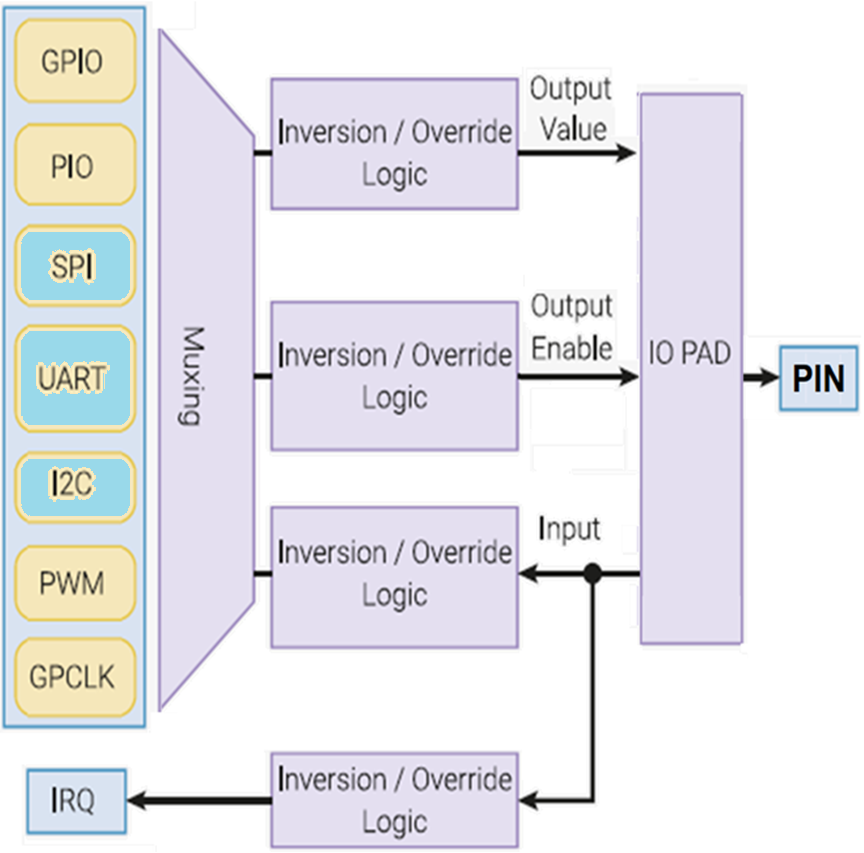 GPIO
PIO
SPI
UART
I2C
PWM
GPCLK
IRQ
Muxing
Inversion / Override
Logic
Output
Value
Inversion / Override
Logic
Output
Enable
Inversion / Override
Logic
Input
Inversion / Override
Logic
IO PAD
PIN